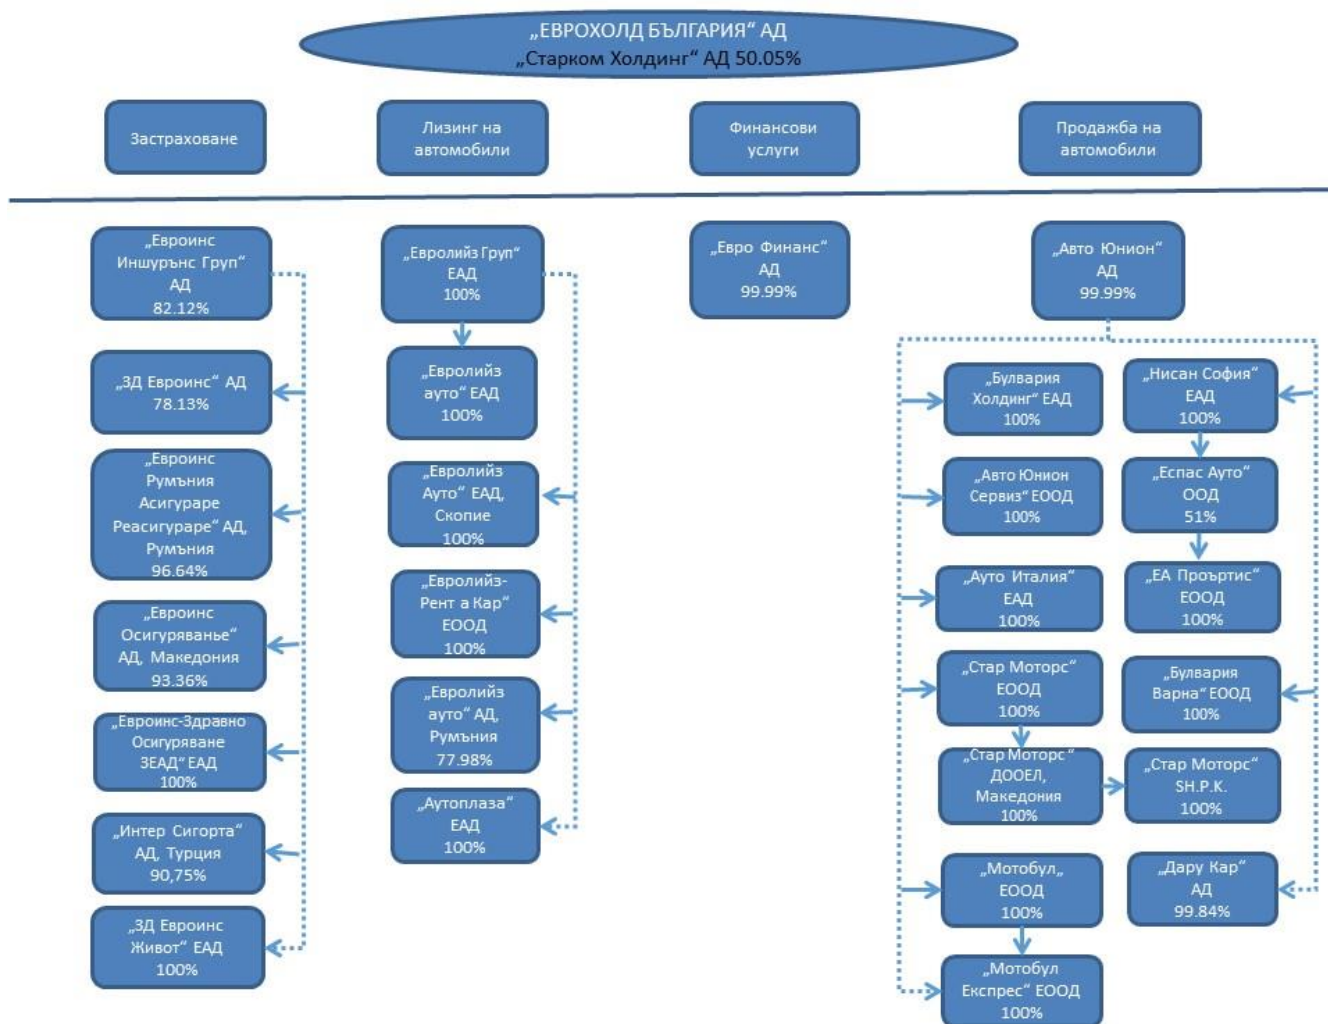 „ЕВРОХОЛД БЪЛГАРИЯ“ АД
„Старком Холдинг“ АД 50.05%
Застраховане
Лизинг на
автомобили
Финансови
услуги
Продажба на
автомобили
„Евроинс
Иншурънс Груп“
АД
82.12%
„ЗД Евроинс“ АД
78.13%
„Евроинс
Румъния
Асигураре
Реасигураре“ АД,
Румъния
96.64%
„Евроинс
Осигуряванье“
АД, Македония
93.36%
„Евроинс-Здравно
Осигуряване
ЗЕАД“ ЕАД
100%
„Интер Сигорта“
АД, Турция
90,75%
„ЗД Евроинс
Живот“ ЕАД
100%
„Евролийз Груп“
ЕАД
100%
„Евролийз
ауто“ ЕАД
100%
„Евролийз
Ауто“ ЕАД,
Скопие
100%
„Евролийз-
Рент а Кар“
ЕООД
100%
„Евролийз
ауто“ АД,
Румъния
77.98%
„Аутоплаза“
ЕАД
100%
„Евро Финанс“
АД
99.99%
„Авто Юнион“
АД
99.99%
„Булвария
Холдинг“ ЕАД
100%
„Авто Юнион
Сервиз“ ЕООД
100%
„Ауто Италия“
ЕАД
100%
„Стар Моторс“
ЕООД
100%
„Стар Моторс“
ДООЕЛ,
Македония
100%
„Мотобул„
ЕООД
100%
„Мотобул
Експрес“ ЕООД
100%
„Нисан София“
ЕАД
100%
„Еспас Ауто“
ООД
51%
„ЕА Проъртис“
ЕООД
100%
„Булвария
Варна“ ЕООД
100%
„Стар Моторс“
SH.P.K.
100%
„Дару Кар“
АД
99.84%